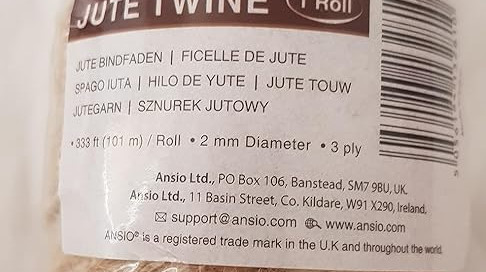 JUTE TWINE
1 Roll
JUTE BINDFADEN | FICELLE DE JUTE
SPAGO IUTA | HILO DE YUTE | JUTE TOUW
JUTEGARN | SZNUREK JUTOWY
• 333 ft (101 m) / Roll • 2 mm Diameter • 3 ply
Ansio Ltd., PO Box 106, Banstead, SM7 9BU, UK.
Ansio Ltd., 11 Basin Street, Co. Kildare, W91 X290, Ireland.
support@ansio.com www.ansio.com
ANSIO® is a registered trade mark in the U.K and throughout the world.